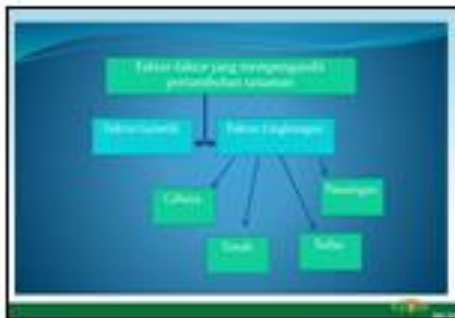 Faktor-faktor yang mempengaruhi
pertumbuhan tanaman
Faktor Genetik
Faktor Lingkungan
Cahaya
Tanah
Suhu